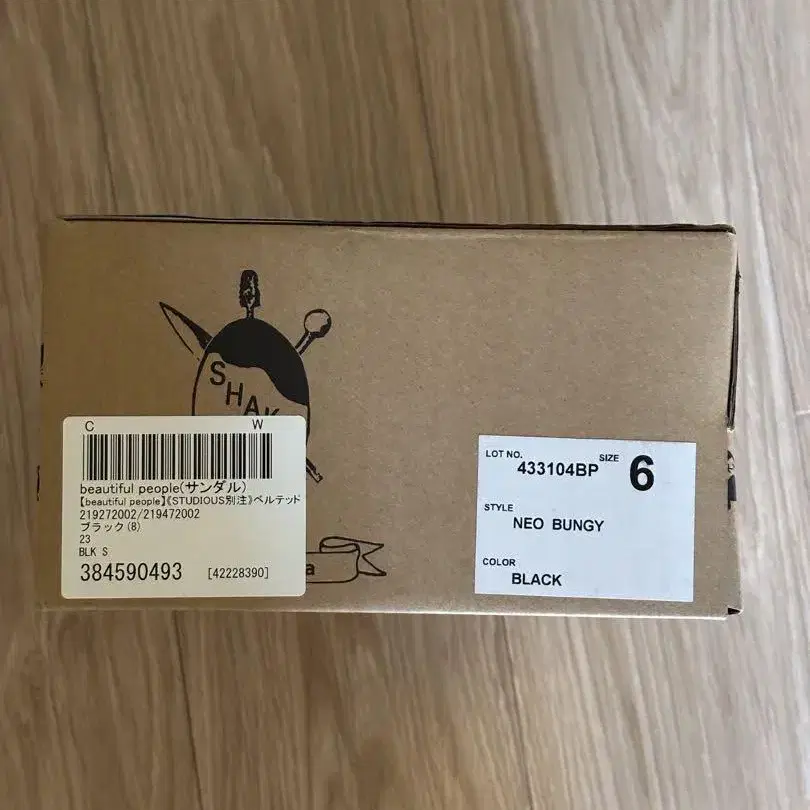 SHAK
C W
beautiful people(サンダル)
【beautiful people】《STUDIOUS別注》ベルテッド
219272002/219472002
ブラック(8)
23
BLK S
384590493 [42228390]
a
LOT NO. 433104BP SIZE 6
STYLE
NEO BUNGY
COLOR
BLACK